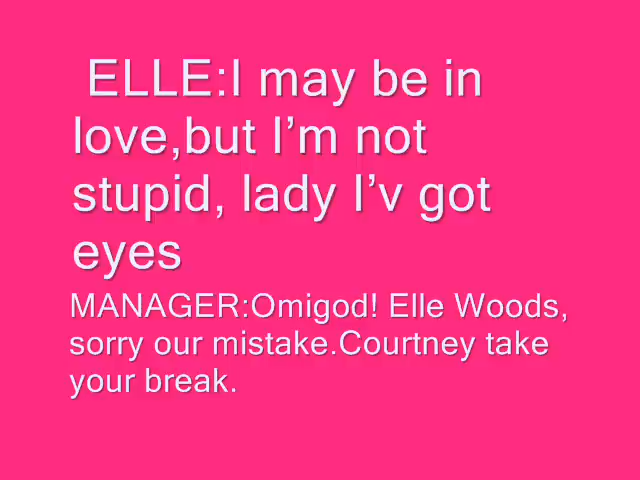 ELLE:I may be in
love,but I’m not
stupid, lady I’v got
eyes
MANAGER:Omigod! Elle Woods,
sorry our mistake.Courtney take
your break.